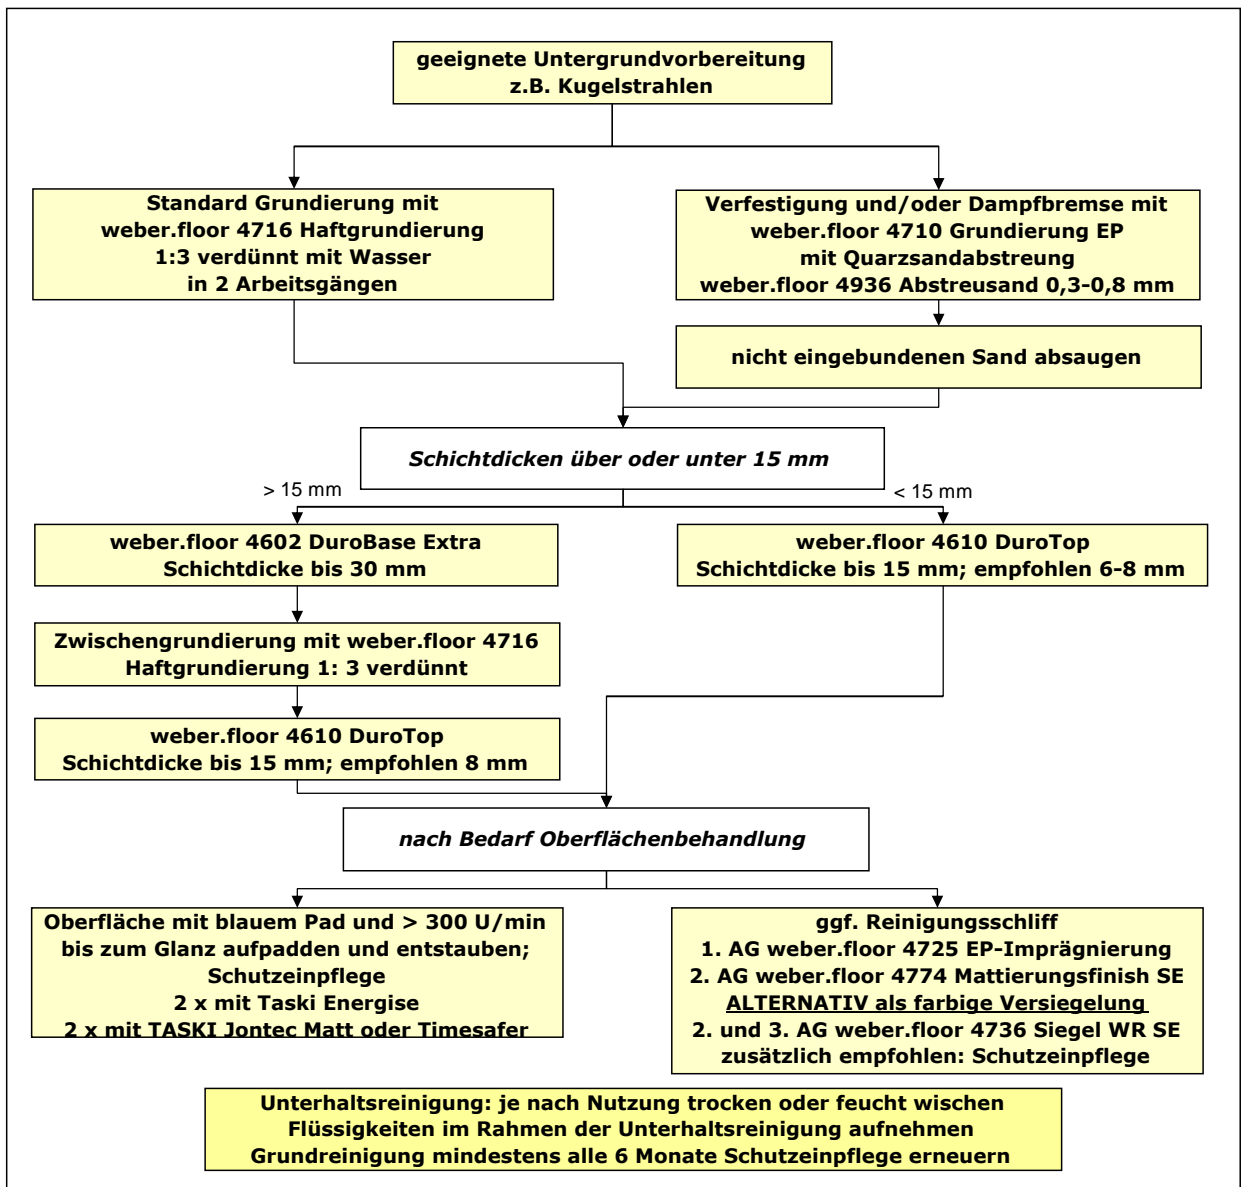 geeignete Untergrundvorbereitung
z.B. Kugelstrahlen
Standard Grundierung mit
weber.floor 4716 Haftgrundierung
1:3 verdünnt mit Wasser
in 2 Arbeitsgängen
Verfestigung und/oder Dampfbremse mit
weber.floor 4710 Grundierung EP
mit Quarzsandabstreung
weber.floor 4936 Abstreusand 0,3-0,8 mm
nicht eingebundenen Sand absaugen
Schichtdicken über oder unter 15 mm
> 15 mm
< 15 mm
weber.floor 4602 DuroBase Extra
Schichtdicke bis 30 mm
weber.floor 4610 DuroTop
Schichtdicke bis 15 mm; empfohlen 6-8 mm
Zwischengrundierung mit weber.floor 4716
Haftgrundierung 1: 3 verdünnt
weber.floor 4610 DuroTop
Schichtdicke bis 15 mm; empfohlen 8 mm
nach Bedarf Oberflächenbehandlung
Oberfläche mit blauem Pad und > 300 U/min
bis zum Glanz aufpadden und entstauben;
Schutzeinpflege
2 x mit Taski Energise
2 x mit TASKI Jontec Matt oder Timesafer
ggf. Reinigungsschliff
1. AG weber.floor 4725 EP-Imprägnierung
2. AG weber.floor 4774 Mattierungsfinish SE
ALTERNATIV als farbige Versiegelung
2. und 3. AG weber.floor 4736 Siegel WR SE
zusätzlich empfohlen: Schutzeinpflege
Unterhaltsreinigung: je nach Nutzung trocken oder feucht wischen
Flüssigkeiten im Rahmen der Unterhaltsreinigung aufnehmen
Grundreinigung mindestens alle 6 Monate Schutzeinpflege erneuern